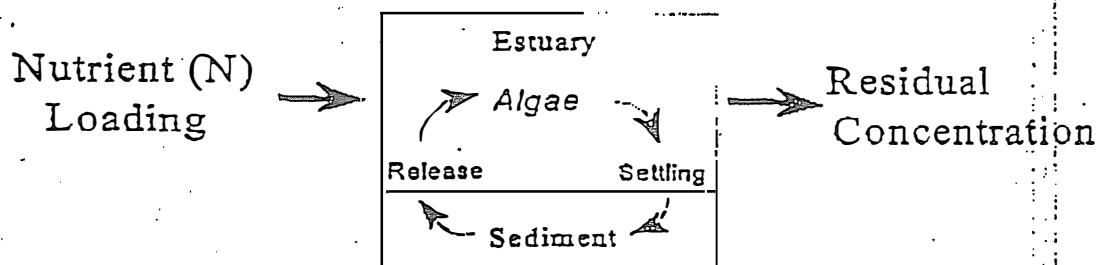 Nutrient (N)
Loading
Estuary
Algae
Release
Settling
Sediment
Residual
Concentration